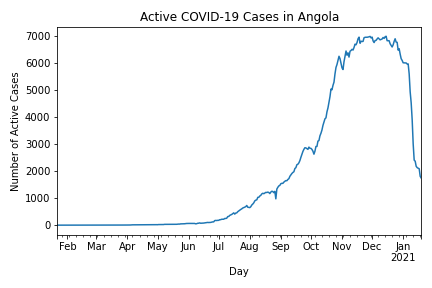 Active COVID-19 Cases in Angola
Number of Active Cases
7000
6000
5000
4000
3000
2000
1000
0
Feb Mar Apr May Jun Jul Aug Sep Oct Nov Dec Jan
2021
Day